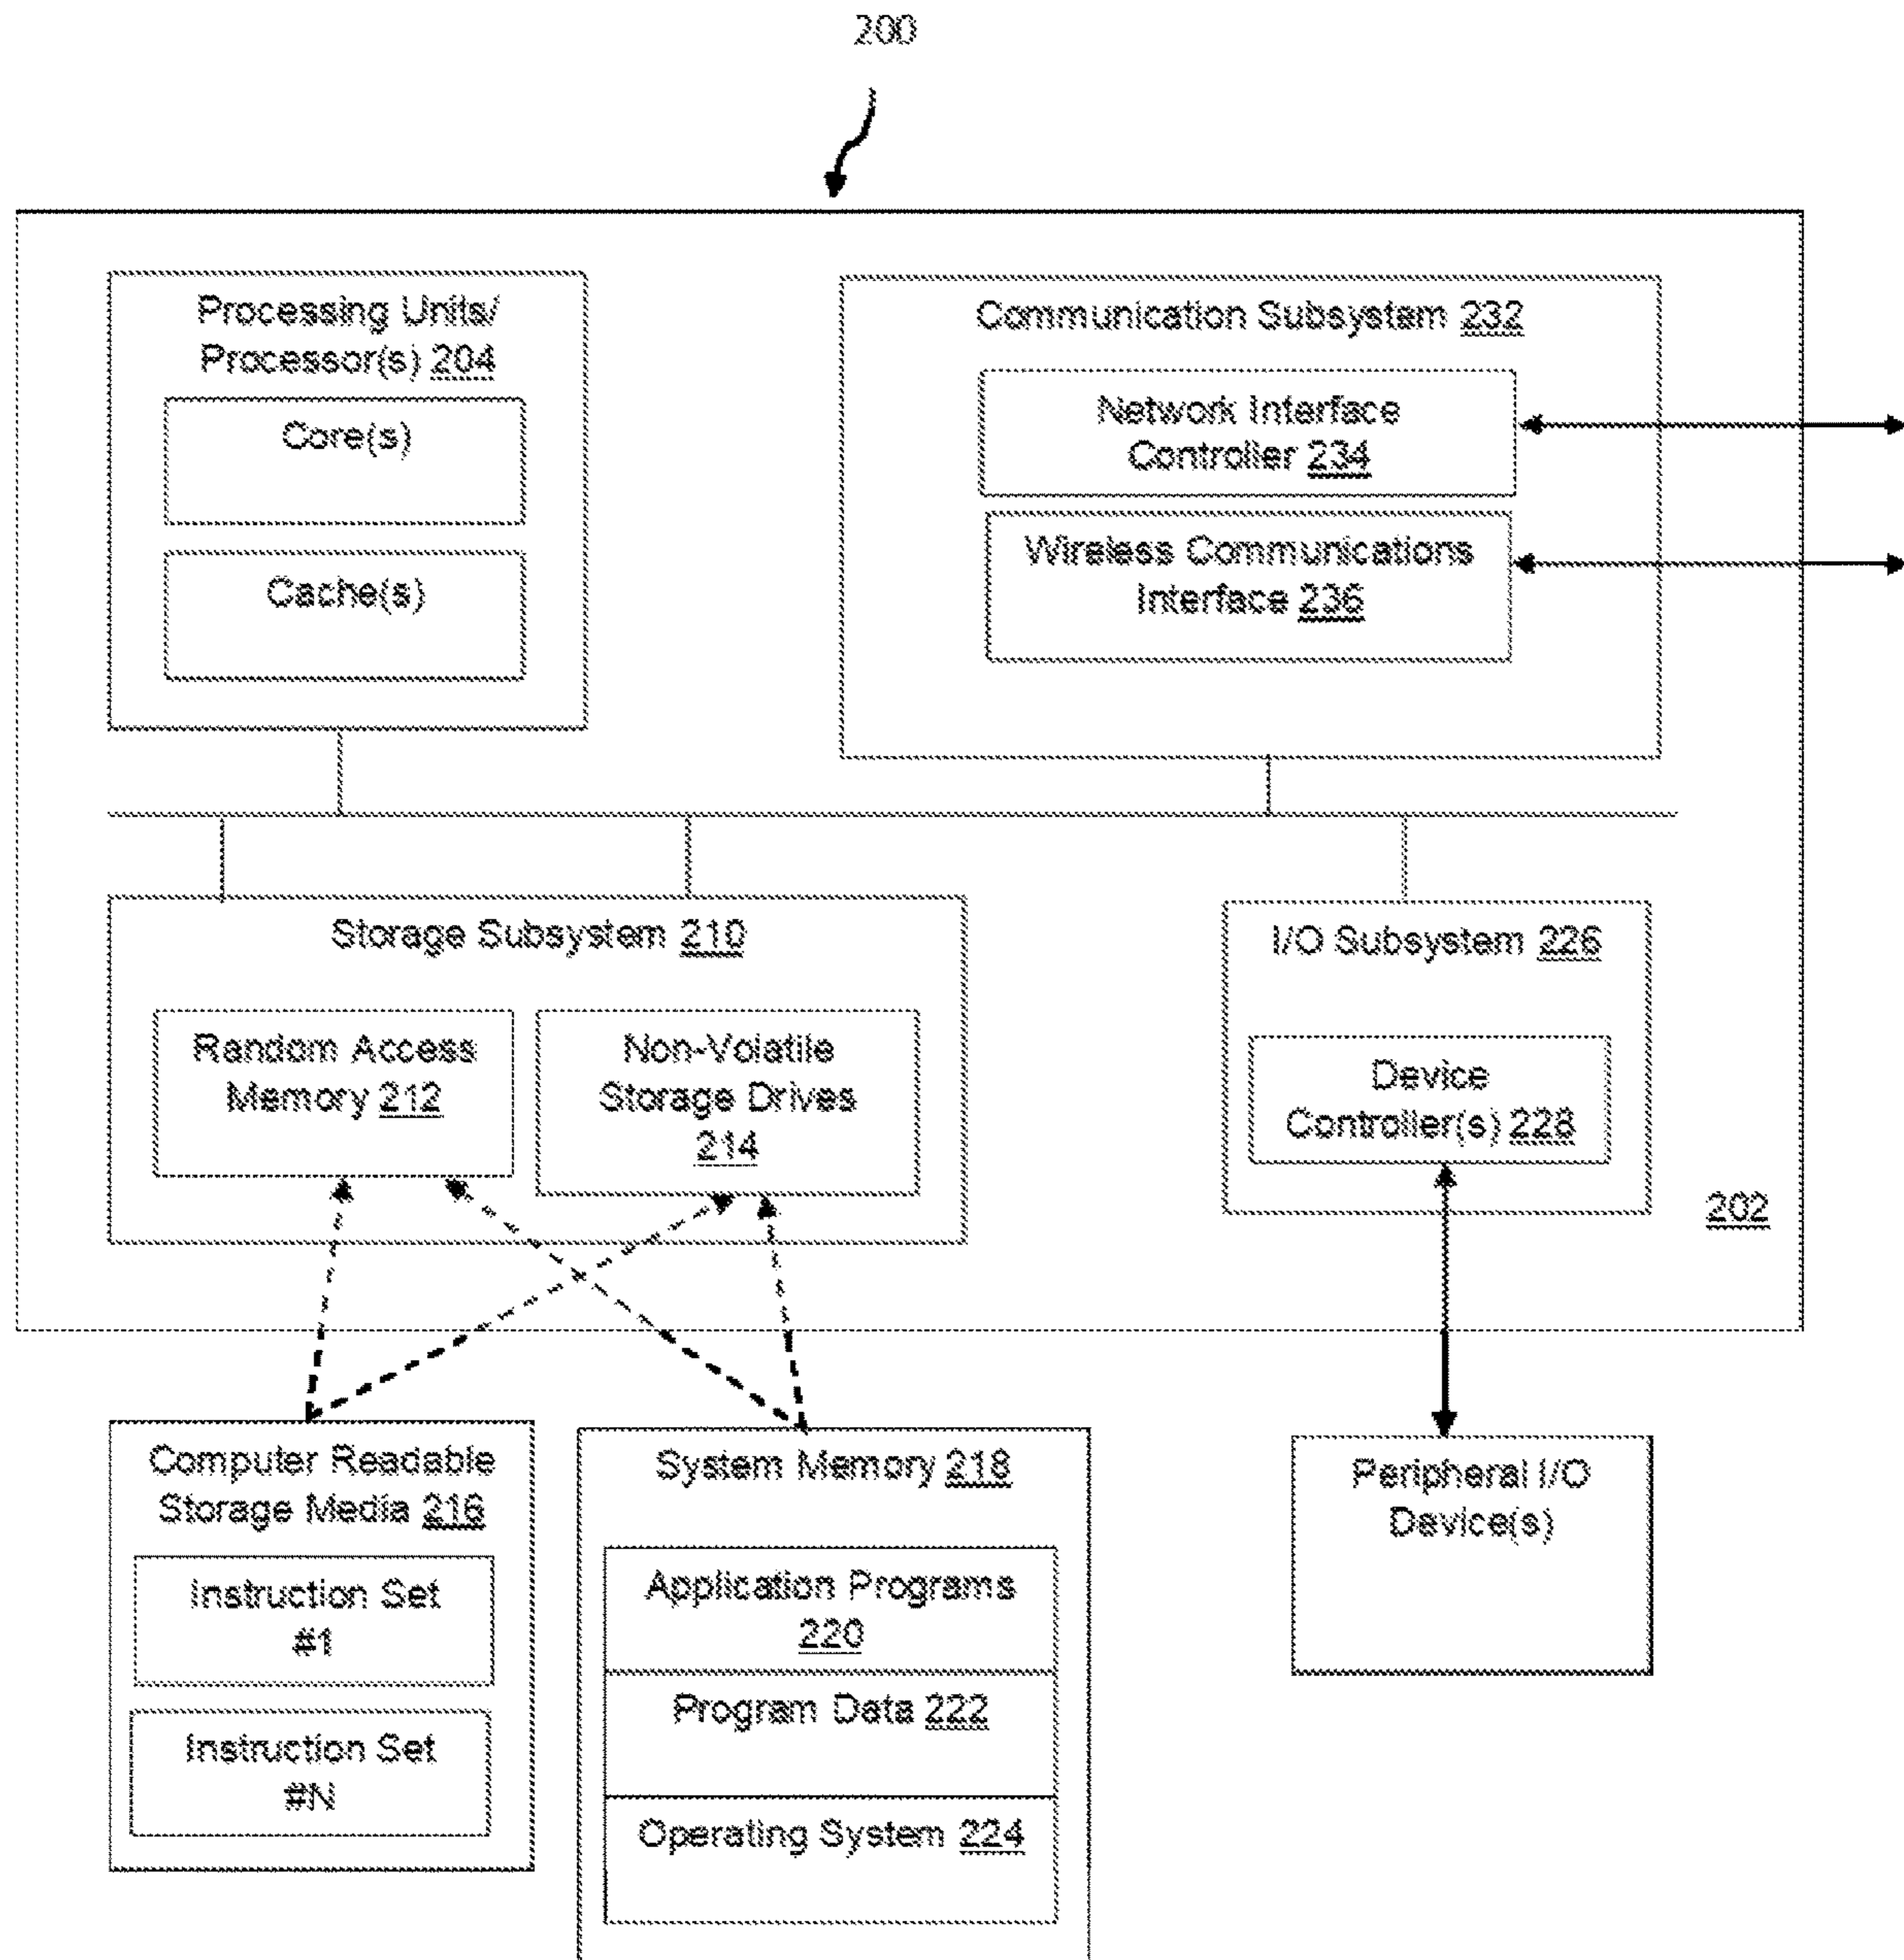 200
Processing Units/
Processor(s) 204
Core(s)
Cache(s)
Communication Subsystem 232
Network Interface
Controller 234
Wireless Communications
Interface 236
Storage Subsystem 210
Random Access
Memory 212
Non-Volatile
Storage Drives
214
I/O Subsystem 226
Device
Controller(s) 228
202
Computer Readable
Storage Media 216
Instruction Set
#1
Instruction Set
#N
System Memory 218
Application Programs
220
Program Data 222
Operating System 224
Peripheral I/O
Device(s)